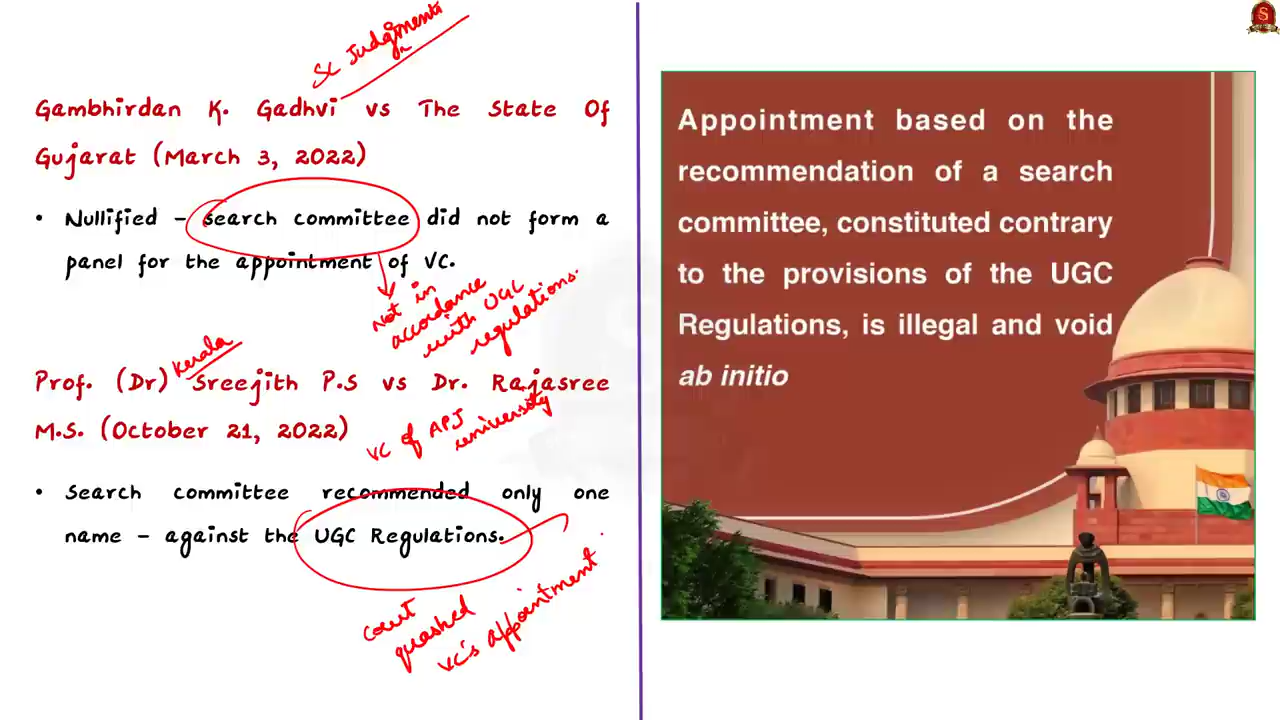 SC Judgments
Gambhirdan K. Gadhvi vs The State Of
Gujarat (March 3, 2022)
• Nullified - search committee did not form a
panel for the appointment of VC.
Not in
accordance
with UGC
regulations.
Kerala
Prof. (Dr) Sreejith P.S vs Dr. Rajasree
M.S. (October 21, 2022)
VC of APJ
university
• Search committee recommended only one
name - against the UGC Regulations.
Court
quashed
VC's appointment
Appointment based on the
recommendation of a search
committee, constituted contrary
to the provisions of the UGC
Regulations, is illegal and void
ab initio